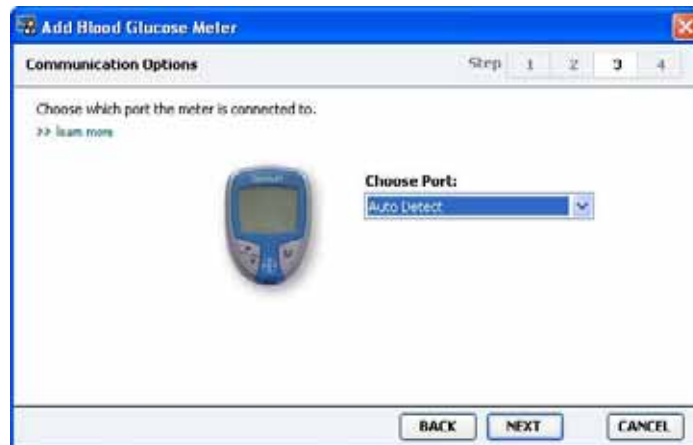 Add Blood Glucose Meter
Communication Options
Step 1 2 3 4
Choose which port the meter is connected to.
>> learn more
Choose Port:
Auto Detect
BACK NEXT CANCEL